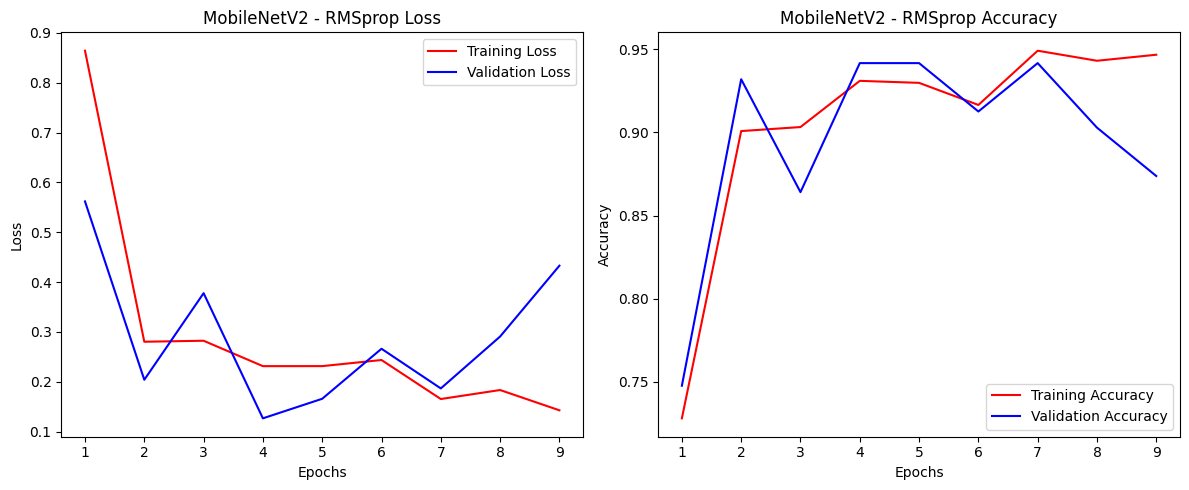 MobileNetV2 - RMSprop Loss
Training Loss
Validation Loss
0.9
0.8
0.7
0.6
0.5
0.4
0.3
0.2
0.1
Loss
1 2 3 4 5 6 7 8 9
Epochs
MobileNetV2 - RMSprop Accuracy
0.95
0.90
0.85
0.80
0.75
Accuracy
Training Accuracy
Validation Accuracy
1 2 3 4 5 6 7 8 9
Epochs